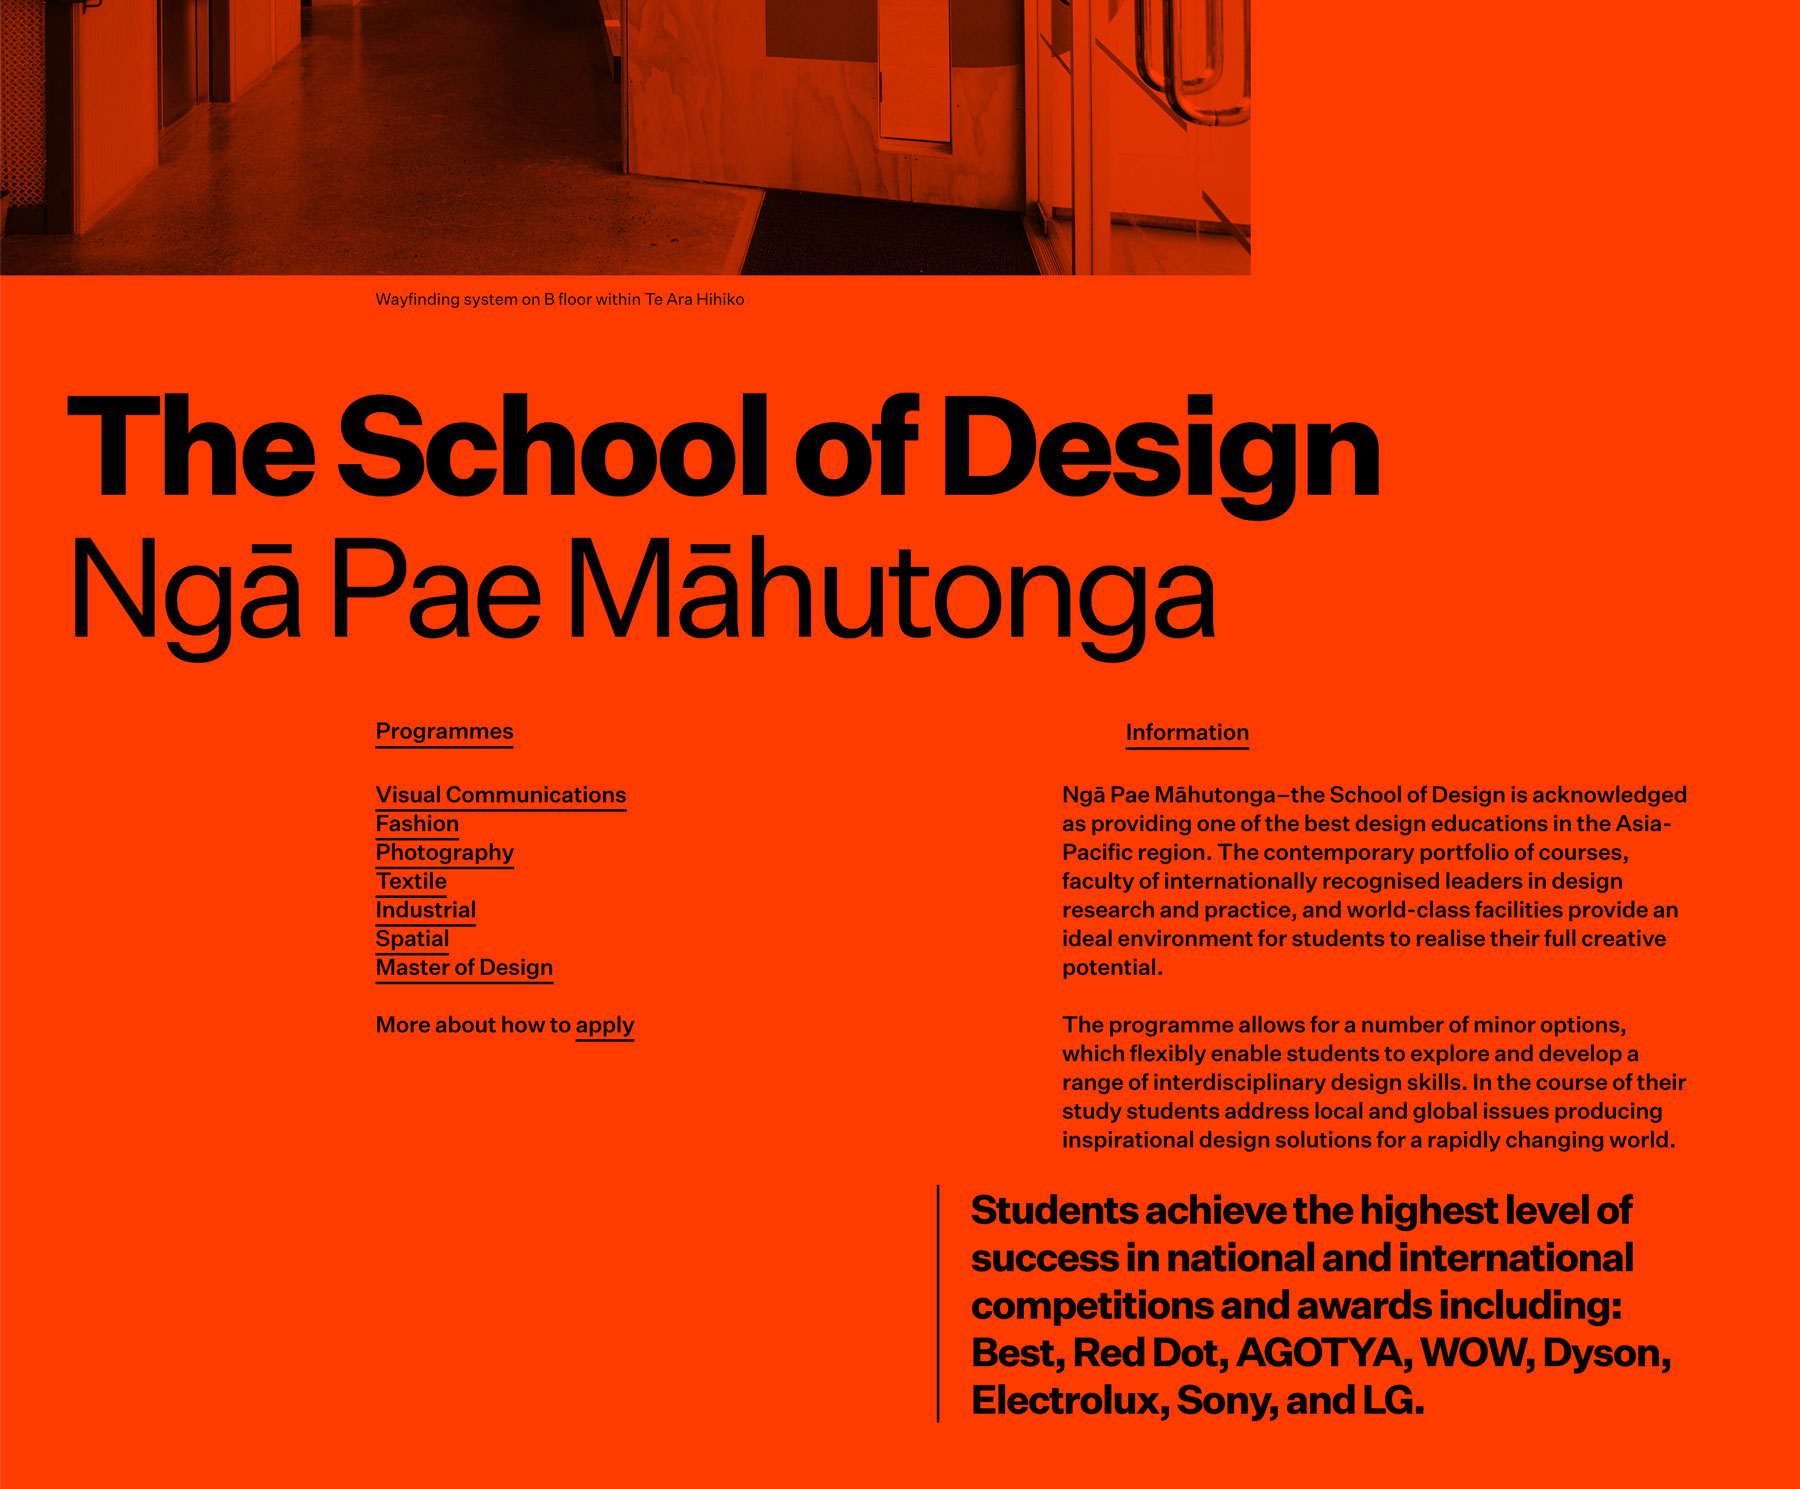 Wayfinding system on B floor within Te Ara Hihiko
The School of Design
Ngā Pae Māhutonga
Programmes
Visual Communications
Fashion
Photography
Textile
Industrial
Spatial
Master of Design
More about how to apply
Information
Ngā Pae Māhutonga–the School of Design is acknowledged
as providing one of the best design educations in the Asia-
Pacific region. The contemporary portfolio of courses,
faculty of internationally recognised leaders in design
research and practice, and world-class facilities provide an
ideal environment for students to realise their full creative
potential.
The programme allows for a number of minor options,
which flexibly enable students to explore and develop a
range of interdisciplinary design skills. In the course of their
study students address local and global issues producing
inspirational design solutions for a rapidly changing world.
Students achieve the highest level of
success in national and international
competitions and awards including:
Best, Red Dot, AGOTYA, WOW, Dyson,
Electrolux, Sony, and LG.